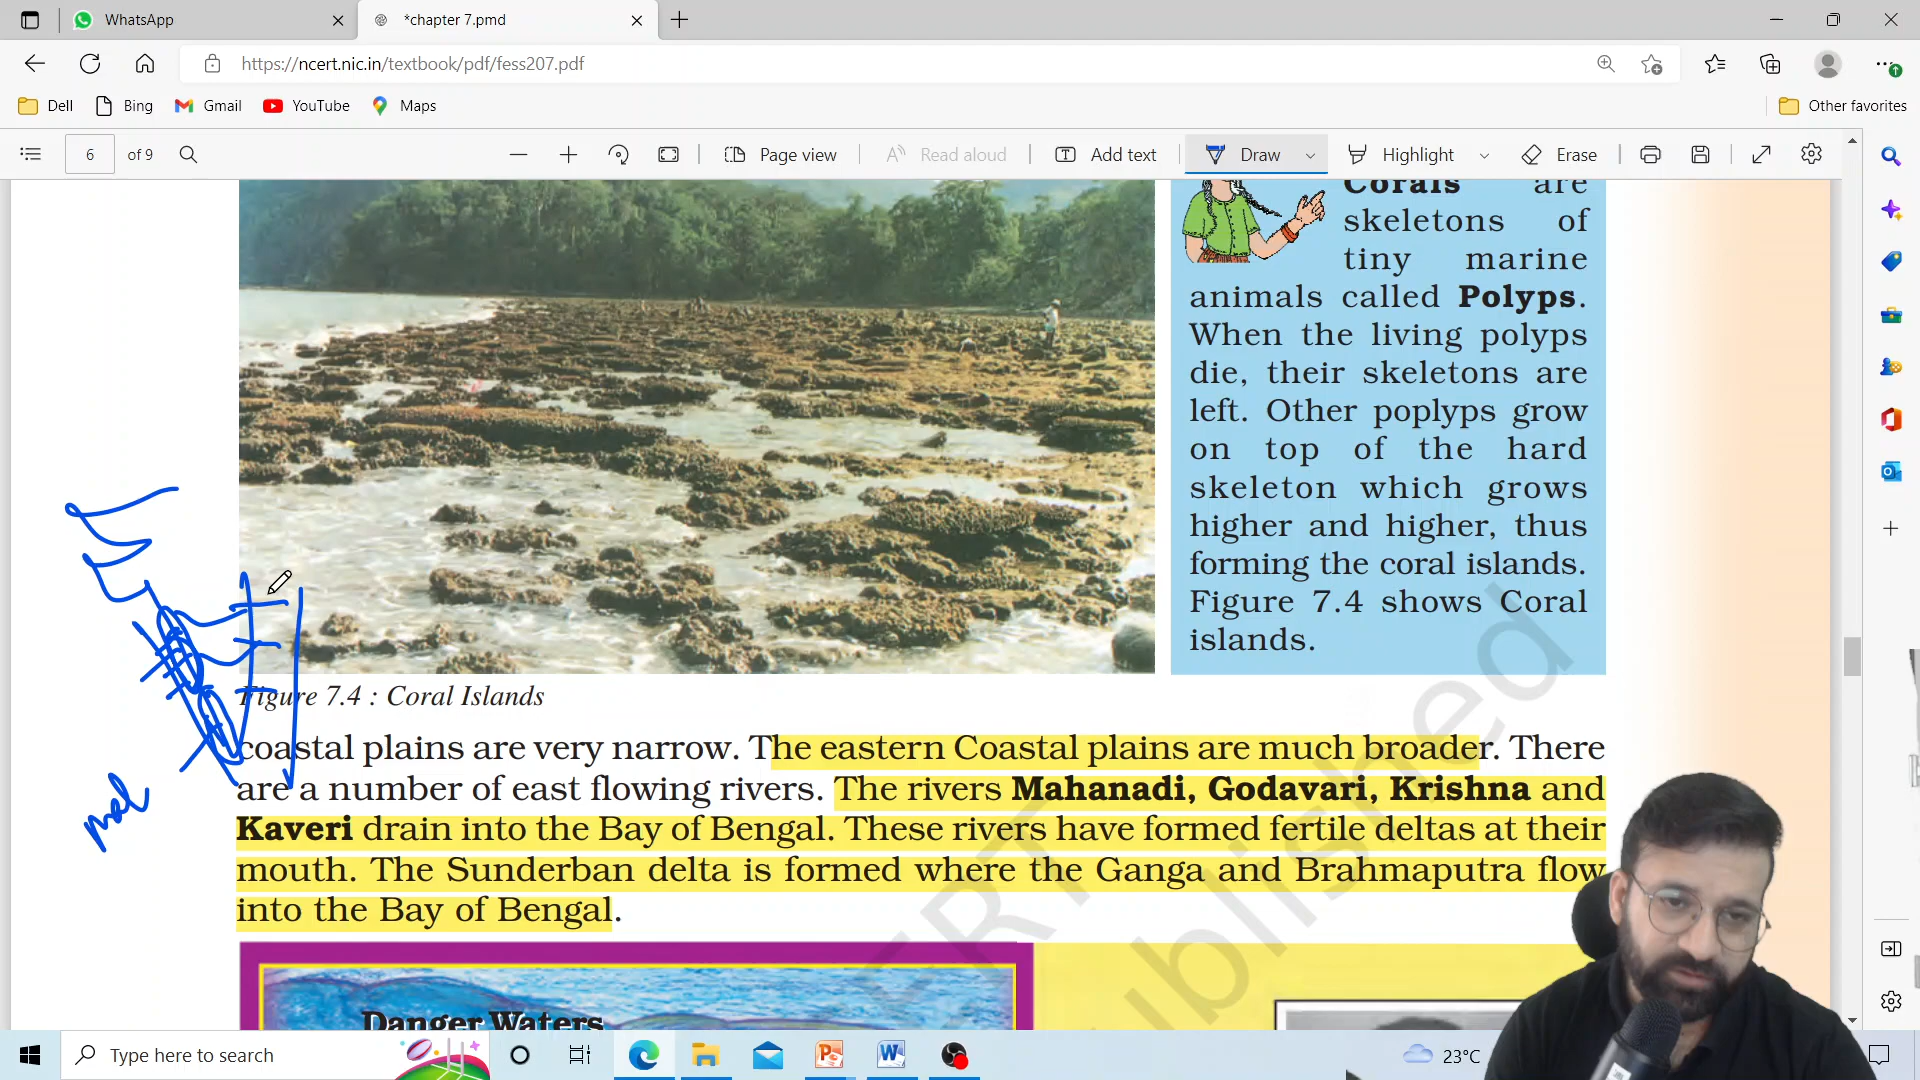 WhatsApp
*chapter 7.pmd
https://ncert.nic.in/textbook/pdf/fess207.pdf
Dell
Bing
Gmail
YouTube
Maps
Other favorites
6
of 9
Page view
Read aloud
Add text
Draw
Highlight
Erase
Corals are
skeletons of
tiny marine
animals called Polyps.
When the living polyps
die, their skeletons are
left. Other poplyps grow
on top of the hard
skeleton which grows
higher and higher, thus
forming the coral islands.
Figure 7.4 shows Coral
islands.
Figure 7.4 : Coral Islands
coastal plains are very narrow. The eastern Coastal plains are much broader. There
are a number of east flowing rivers. The rivers Mahanadi, Godavari, Krishna and
Kaveri drain into the Bay of Bengal. These rivers have formed fertile deltas at their
mouth. The Sunderban delta is formed where the Ganga and Brahmaputra flow
into the Bay of Bengal.
Danger Waters
Type here to search
23°C